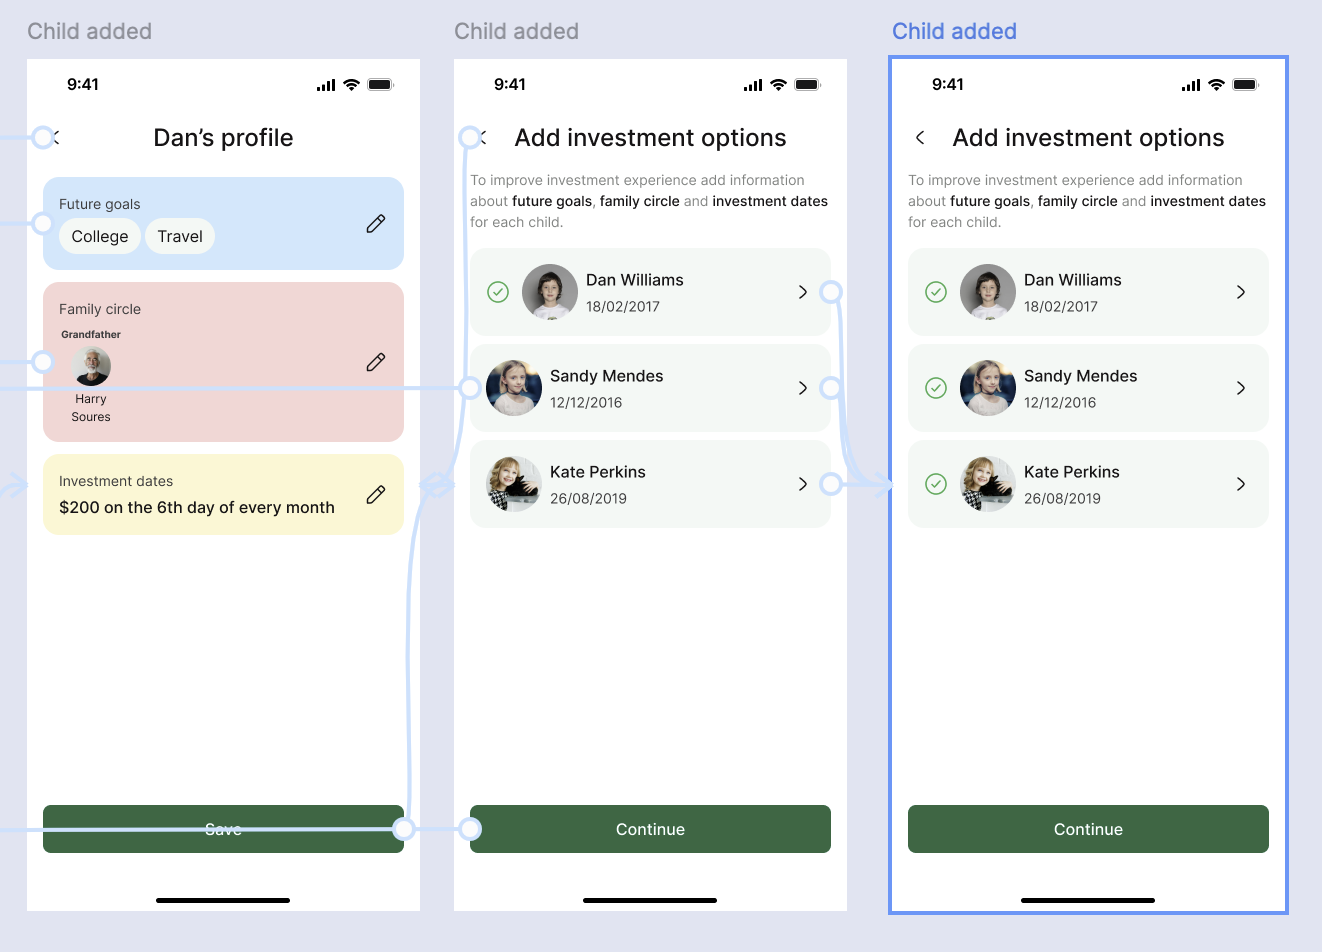 Child added
9:41
Dan’s profile
Future goals
College
Travel
Family circle
Grandfather
Harry
Soures
Investment dates
$200 on the 6th day of every month
Save
Child added
9:41
Add investment options
To improve investment experience add information
about future goals, family circle and investment dates
for each child.
Dan Williams
18/02/2017
Sandy Mendes
12/12/2016
Kate Perkins
26/08/2019
Continue
Child added
9:41
Add investment options
To improve investment experience add information
about future goals, family circle and investment dates
for each child.
Dan Williams
18/02/2017
Sandy Mendes
12/12/2016
Kate Perkins
26/08/2019
Continue